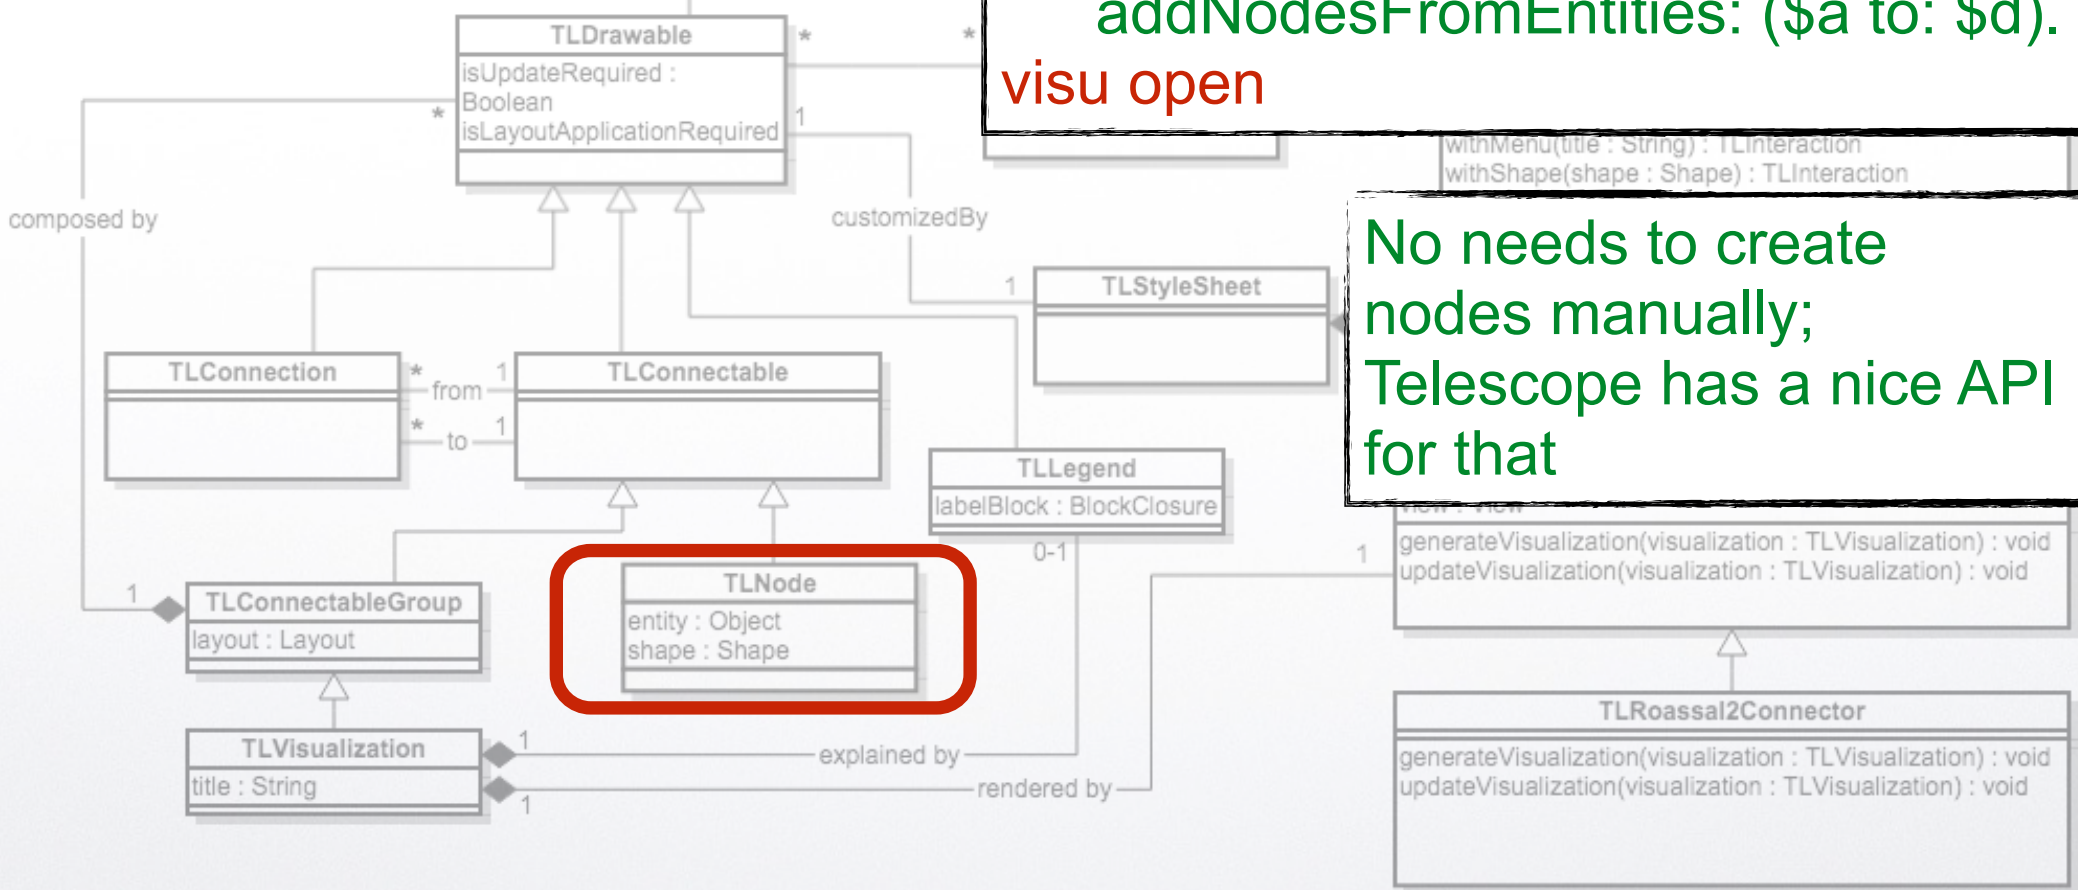 addNodesFromEntities: ($a to: $d).
visu open
TLDrawable
isUpdateRequired :
Boolean
isLayoutApplicationRequired
*
*
*
1
withMenu(title : String) : TLInteraction
withShape(shape : Shape) : TLInteraction
composed by
customizedBy
No needs to create
nodes manually;
Telescope has a nice API
for that
1
TLStyleSheet
TLConnection
* from 1
* to 1
TLConnectable
TLLegend
labelBlock : BlockClosure
0-1
view : View
1
generateVisualization(visualization : TLVisualization) : void
updateVisualization(visualization : TLVisualization) : void
TLNode
entity : Object
shape : Shape
1
TLConnectableGroup
layout : Layout
TLRoassal2Connector
generateVisualization(visualization : TLVisualization) : void
updateVisualization(visualization : TLVisualization) : void
TLVisualization
title : String
1
explained by
1
rendered by